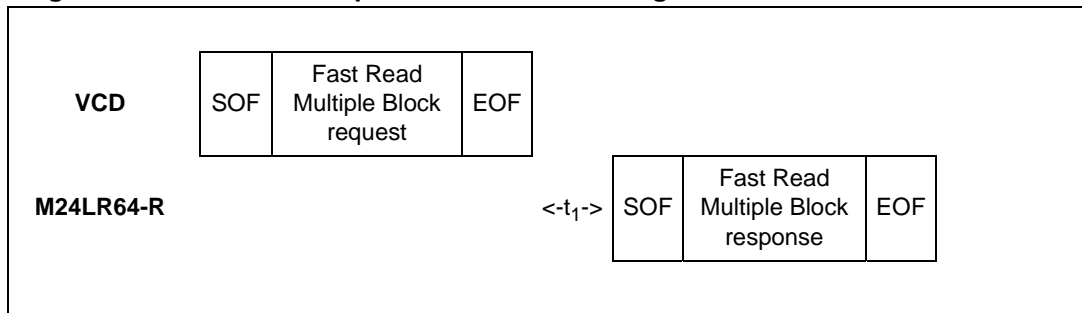 VCD
SOF
Fast Read
Multiple Block
request
EOF
M24LR64-R
<-t1->
SOF
Fast Read
Multiple Block
response
EOF